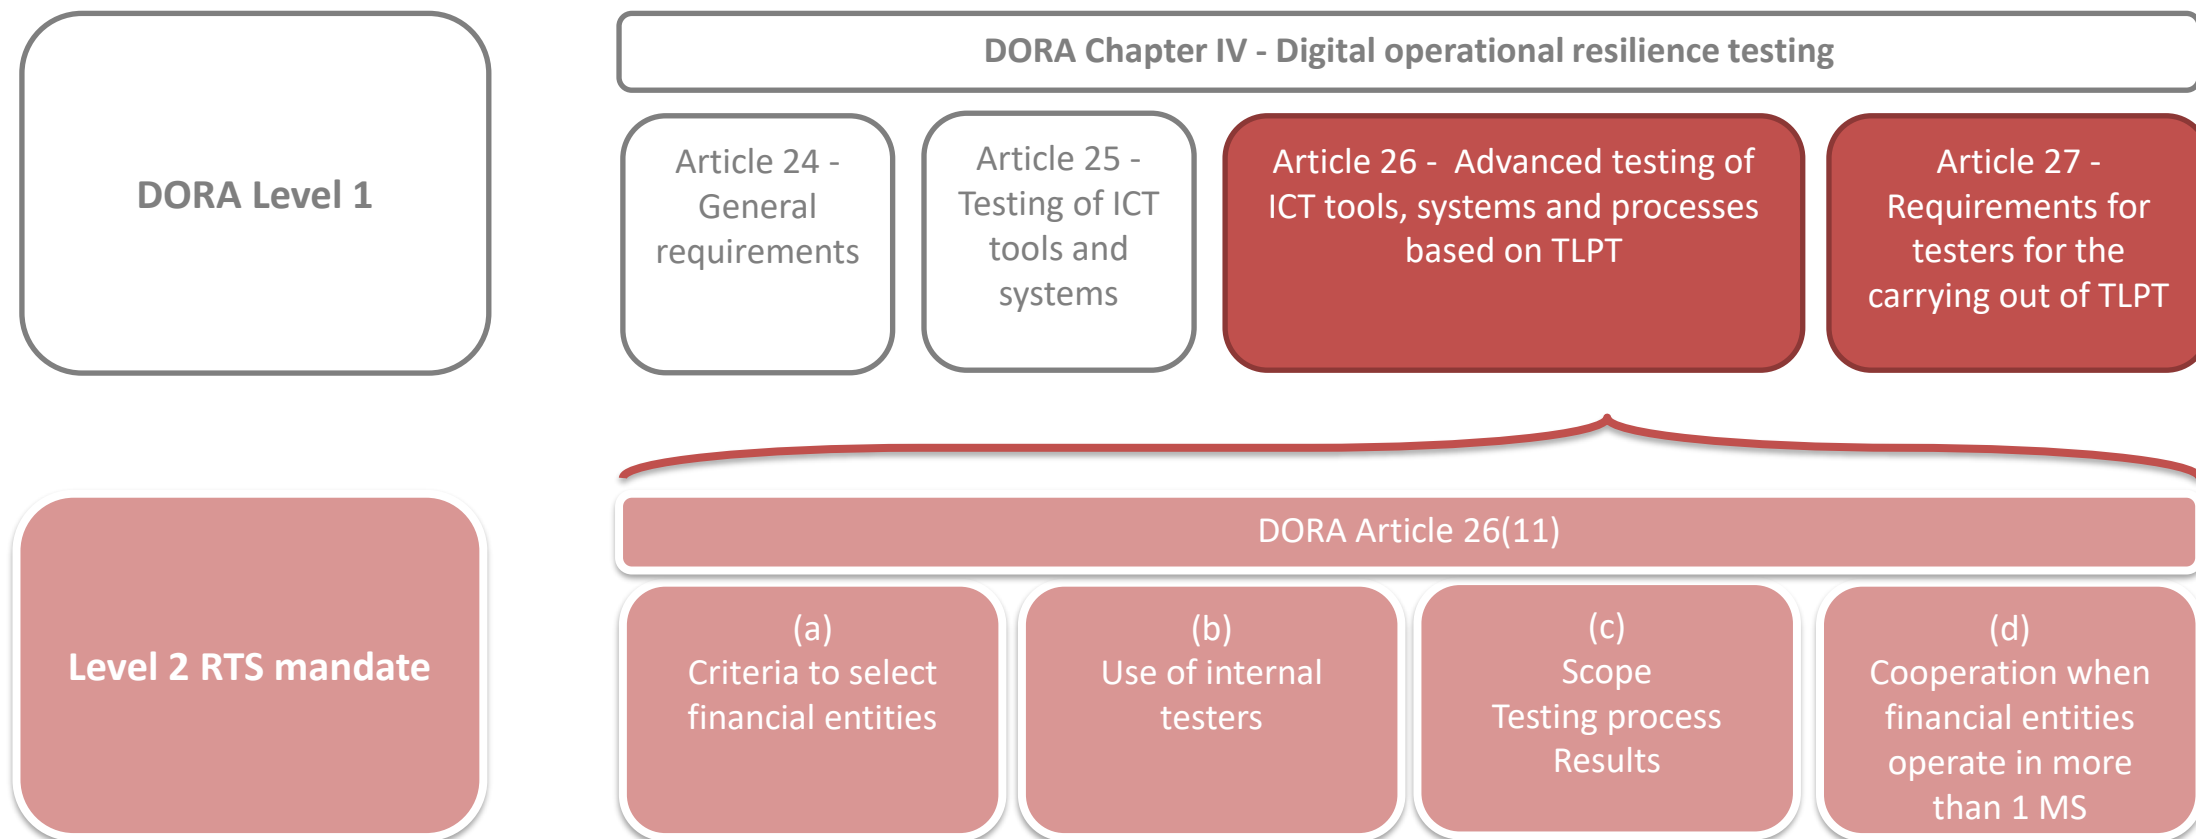 DORA Level 1
DORA Chapter IV - Digital operational resilience testing
Article 24 -
General
requirements
Article 25 -
Testing of ICT
tools and
systems
Article 26 - Advanced testing of
ICT tools, systems and processes
based on TLPT
Article 27 -
Requirements for
testers for the
carrying out of TLPT
Level 2 RTS mandate
DORA Article 26(11)
(a)
Criteria to select
financial entities
(b)
Use of internal
testers
(c)
Scope
Testing process
Results
(d)
Cooperation when
financial entities
operate in more
than 1 MS